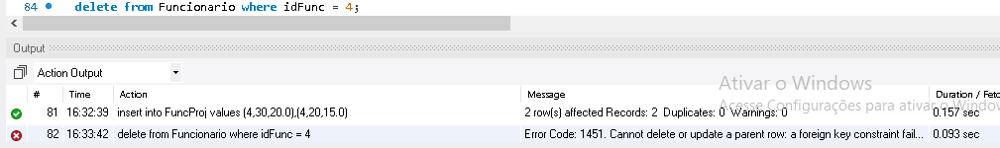 84 delete from Funcionario where idFunc = 4;
Output
Action Output
# Time Action Message Duration / Fetc
81 16:32:39 insert into FuncProj values (4,30,20.0),(4,20,15.0) 2 row(s) affected Records: 2 Duplicates: 0 Warnings: 0 0.157 sec
82 16:33:42 delete from Funcionario where idFunc = 4 Error Code: 1451. Cannot delete or update a parent row: a foreign key constraint fail... 0.093 sec
Ativar o Windows
Acesse Configurações para ativar o Windows